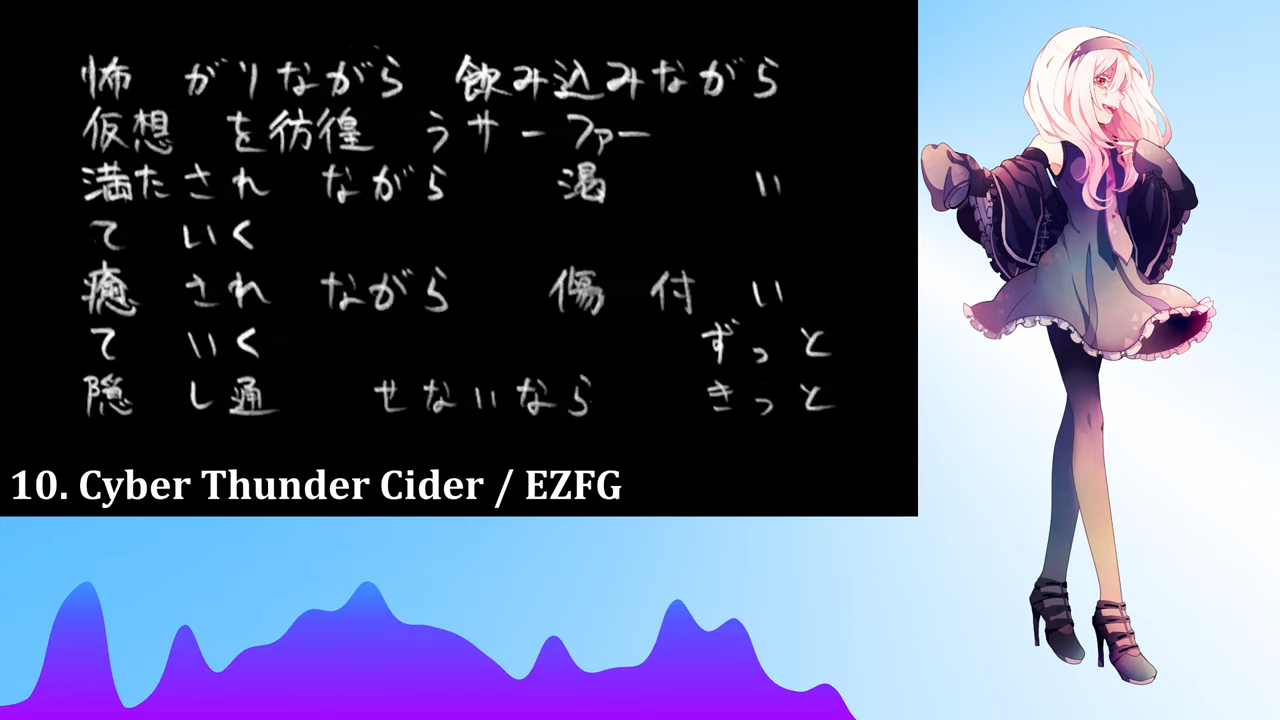 怖がりながら 飲み込みながら
仮想を彷徨うサーファー
満たされながら 渇い
ていく
癒されながら 傷付い
ていく ずっと
隠し通せないなら きっと
10. Cyber Thunder Cider / EZFG